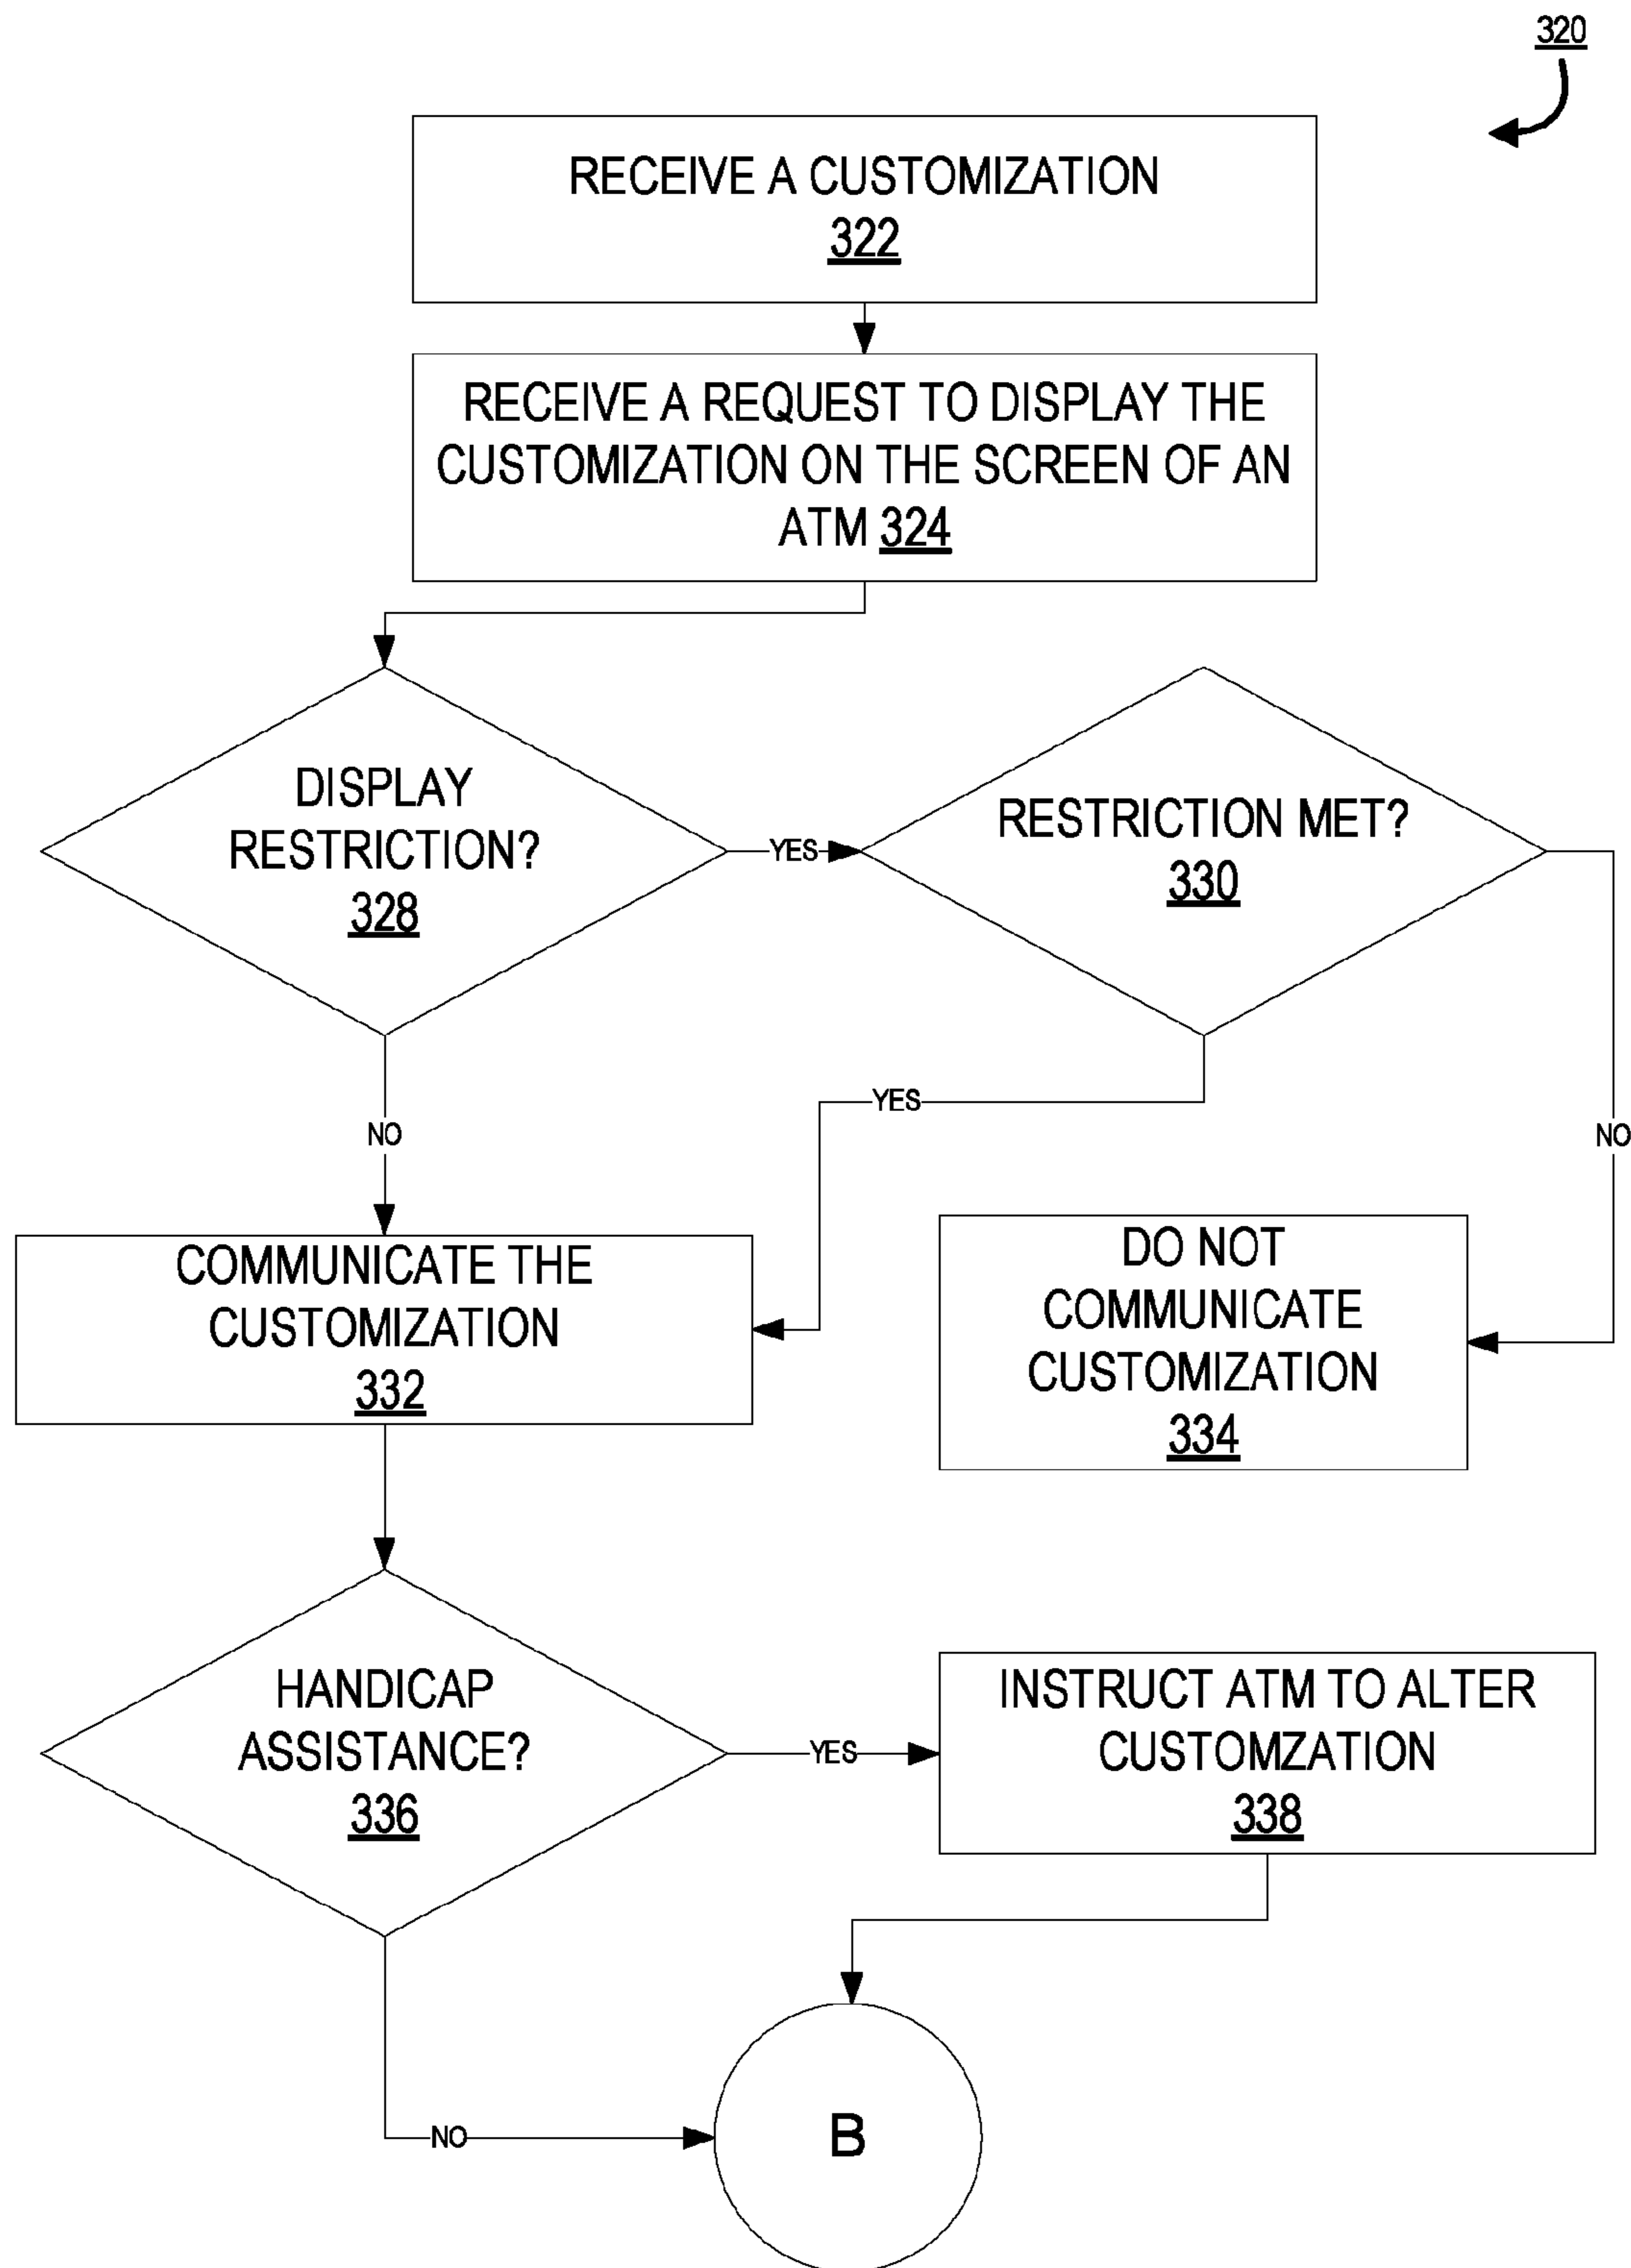 320
RECEIVE A CUSTOMIZATION
322
RECEIVE A REQUEST TO DISPLAY THE
CUSTOMIZATION ON THE SCREEN OF AN
ATM 324
DISPLAY
RESTRICTION?
328
YES
RESTRICTION MET?
330
YES
NO
NO
COMMUNICATE THE
CUSTOMIZATION
332
DO NOT
COMMUNICATE
CUSTOMIZATION
334
HANDICAP
ASSISTANCE?
336
YES
INSTRUCT ATM TO ALTER
CUSTOMZATION
338
NO
B